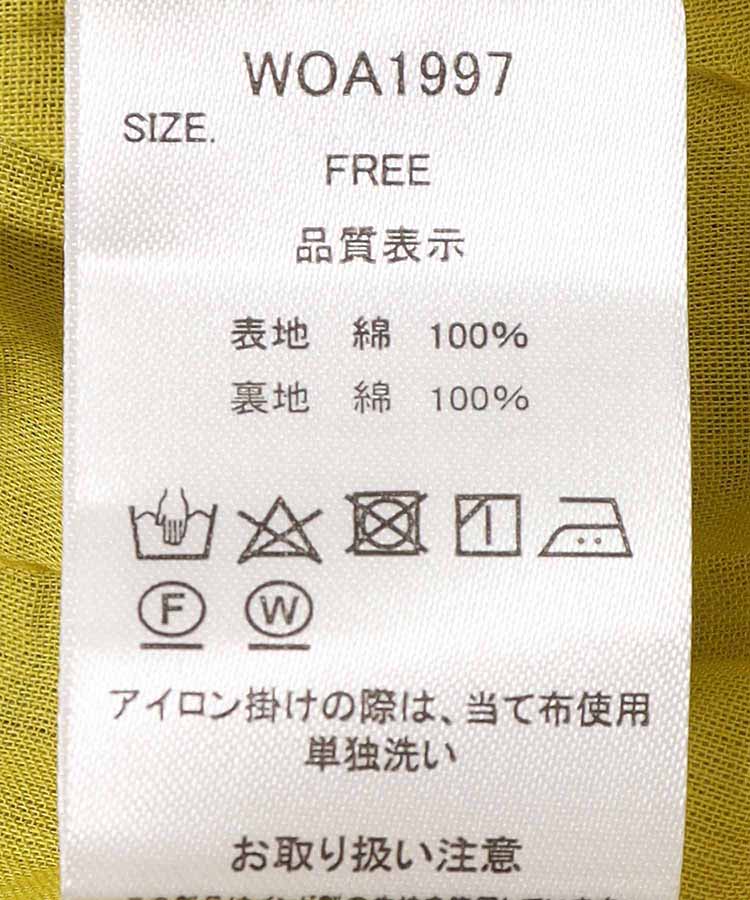 WOA1997
SIZE.
FREE
品質表示
表地 綿 100%
裏地 綿 100%
F W
アイロン掛けの際は、当て布使用
単独洗い
お取り扱い注意